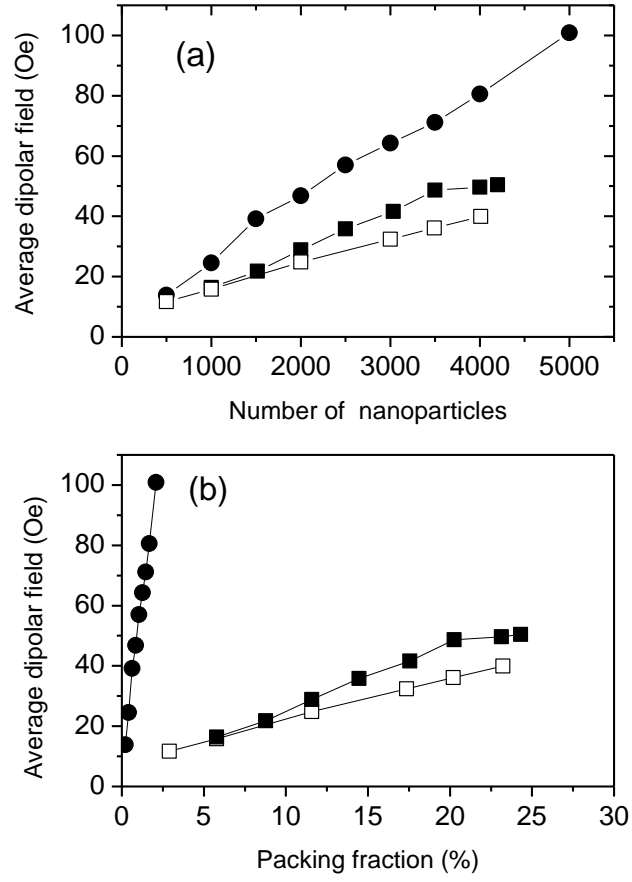 100
80
60
40
20
0
Average dipolar field (Oe)
(a)
0 1000 2000 3000 4000 5000
Number of nanoparticles
100
80
60
40
20
0
Average dipolar field (Oe)
(b)
0 5 10 15 20 25 30
Packing fraction (%)